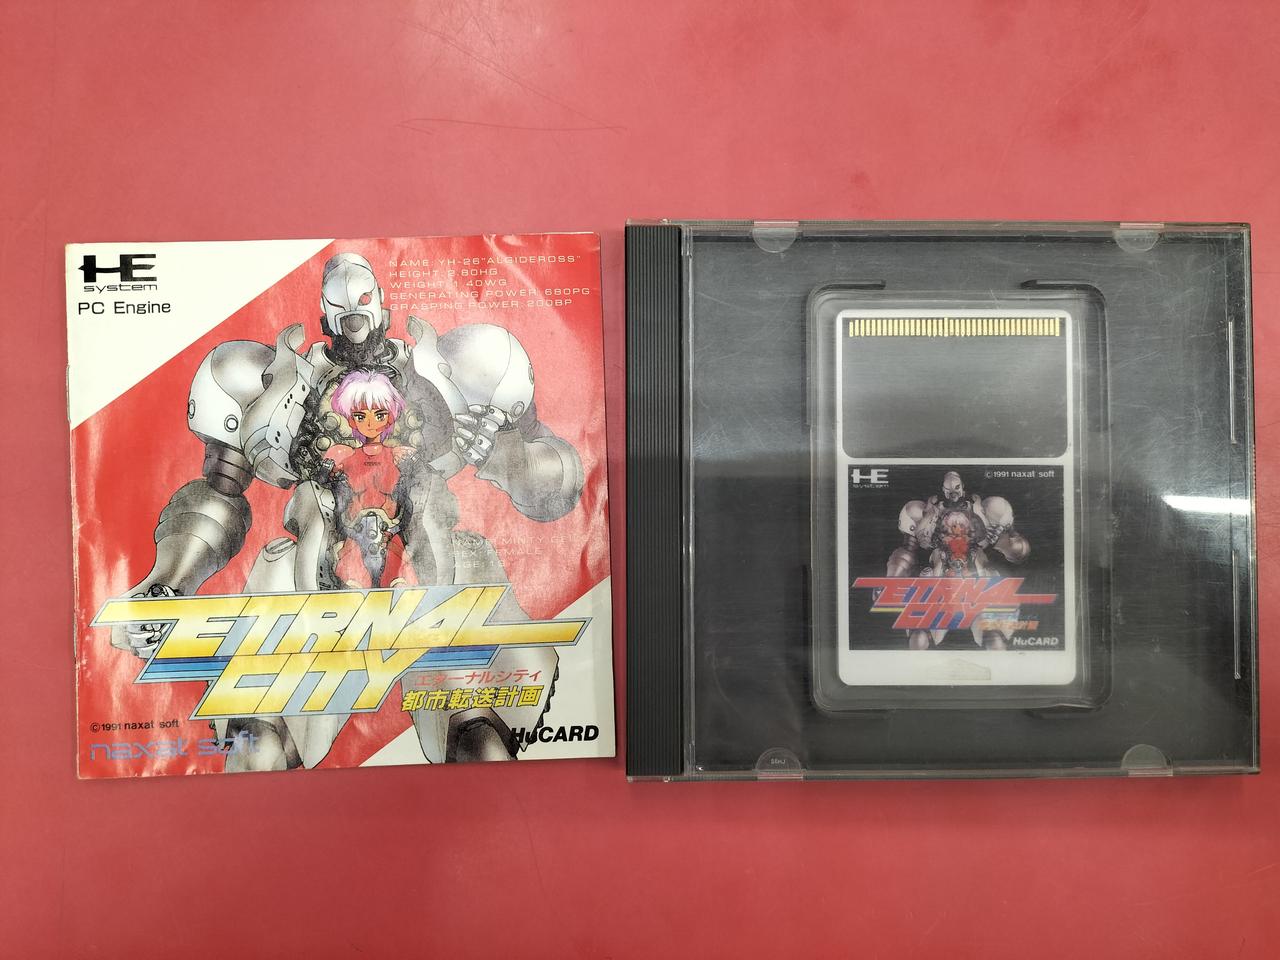 HE
system
PC Engine
NAME: YH-26"ALGIDEROSS"
HEIGHT: 2.80HG
WEIGHT: 1.40WG
GENERATING POWER: 680PG
GRASPING POWER: 200BP
MINTY
SEX: FEMALE
AGE:
ETRNAL
CITY
エターナルシティ
都市転送計画
©1991 naxat soft
naxat soft
HuCARD
HE
system
©1991 naxat soft
ETRNAL
CITY
HuCARD